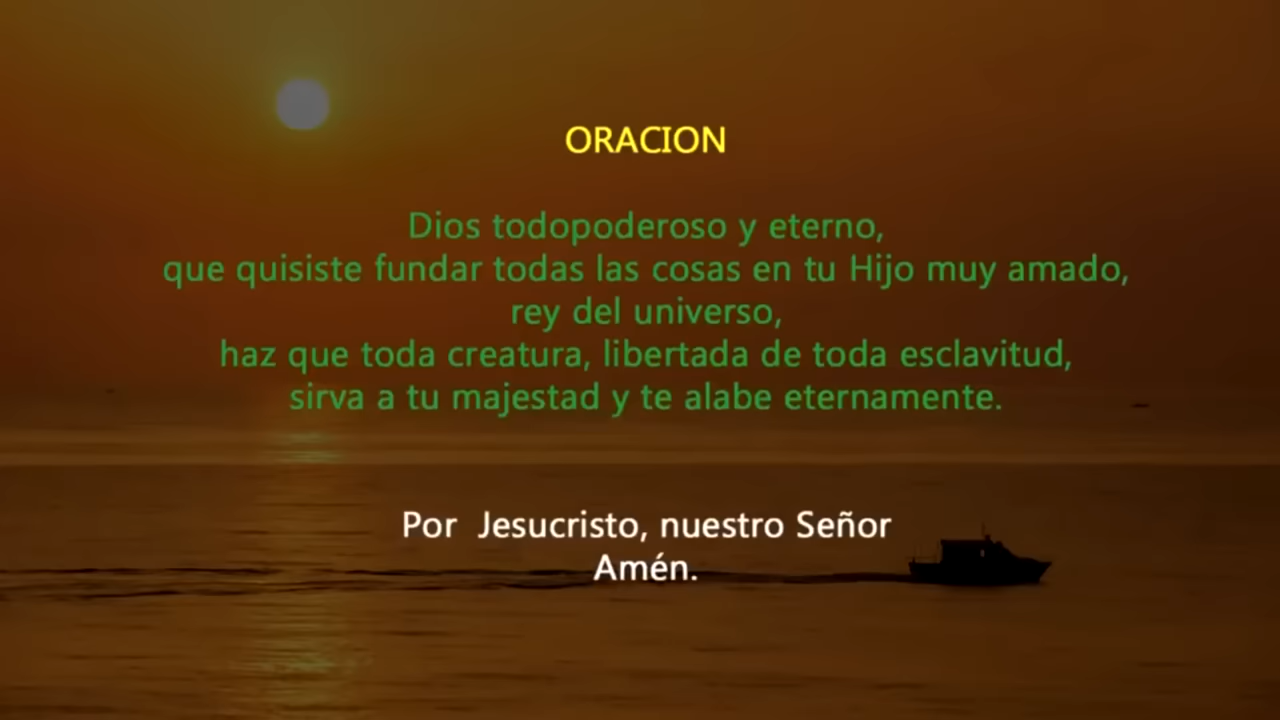 ORACION
Dios todopoderoso y eterno,
que quisiste fundar todas las cosas en tu Hijo muy amado,
rey del universo,
haz que toda creatura, libertada de toda esclavitud,
sirva a tu majestad y te alabe eternamente.
Por Jesucristo, nuestro Señor
Amén.